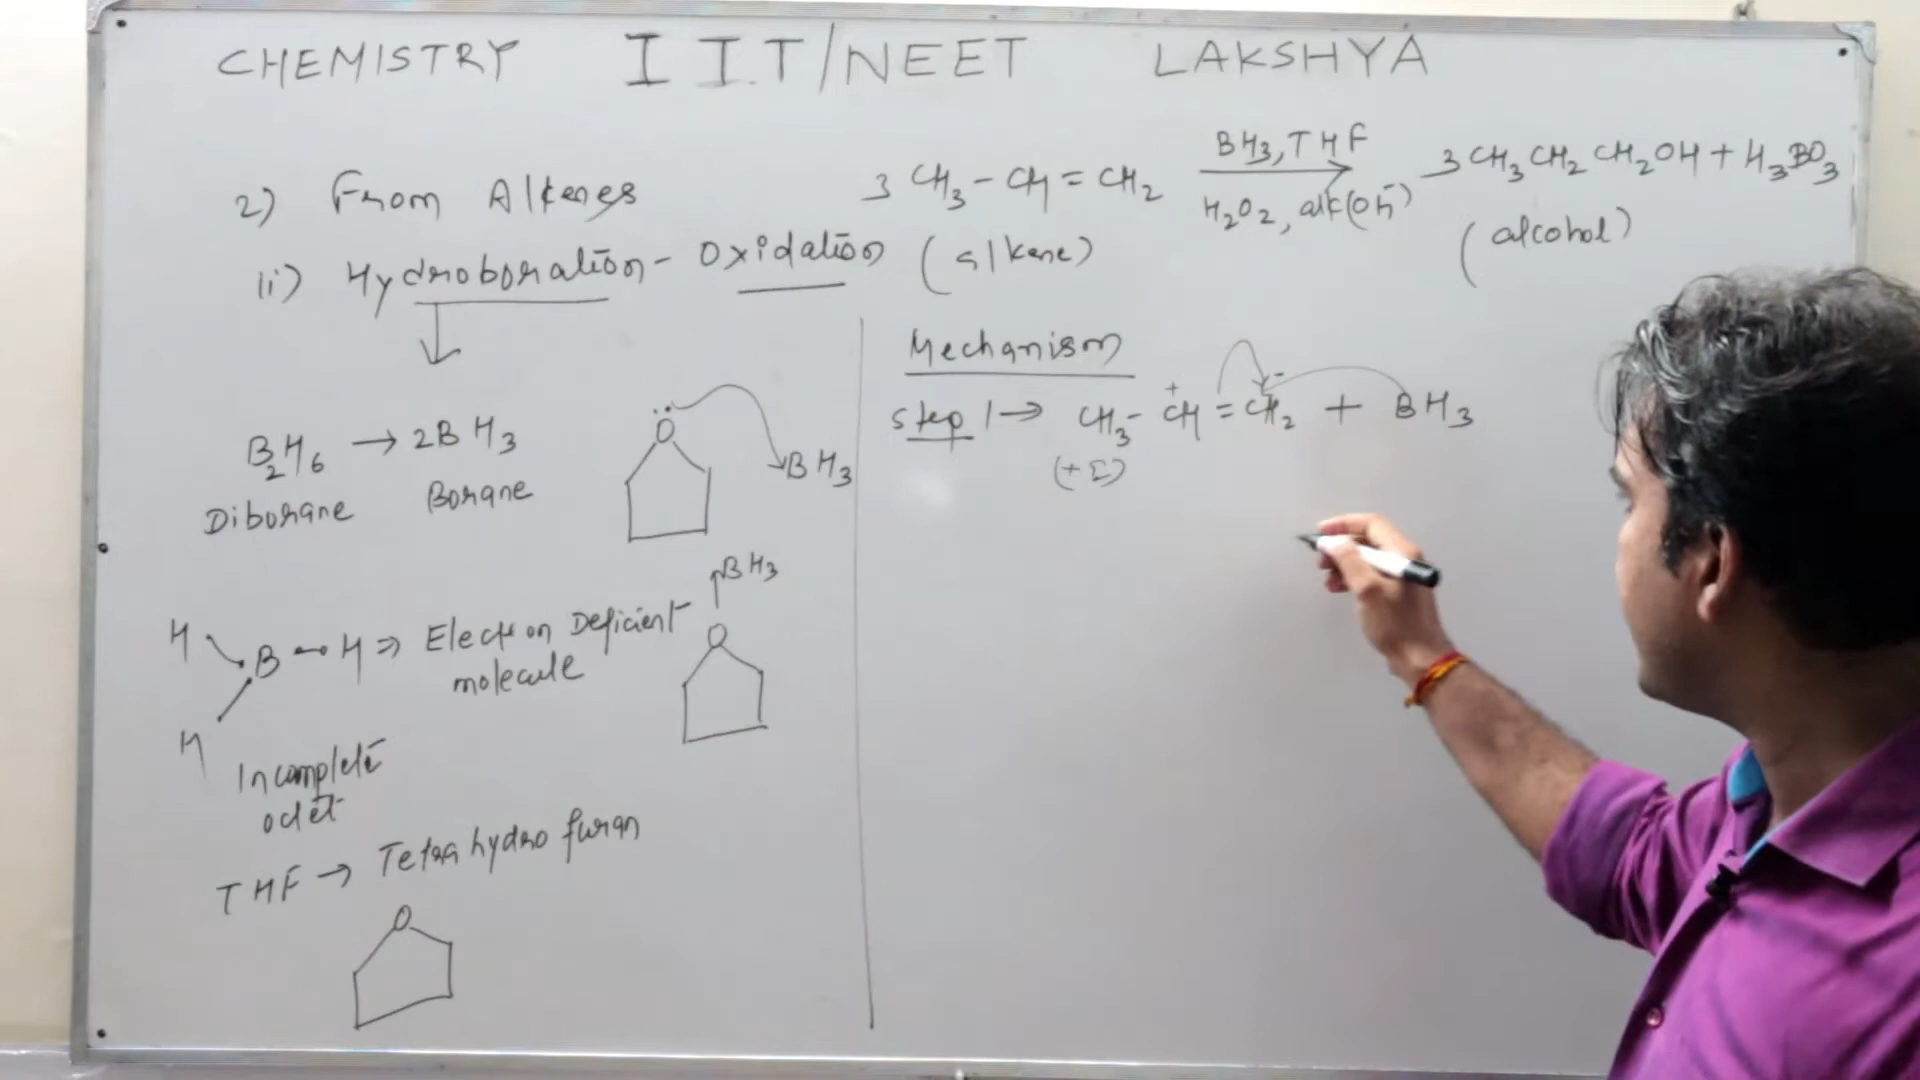 CHEMISTRY IIT/NEET LAKSHYA
2) From Alkenes
ii) Hydroboration - Oxidation
3 CH3 - CH = CH2 BH3, THF H2O2, alk(OH-) 3 CH3 CH2 CH2OH + H3BO3
(alkene) (alcohol)
B2H6 → 2BH3
Diborane Borane
O
BH3
H B H ⇒ Electron Deficient
molecule
H
Incomplete
octet
BH3
O
THF → Tetra hydro furan
O
Mechanism
Step 1 → CH3 - +CH = -CH2 + BH3
(+I)